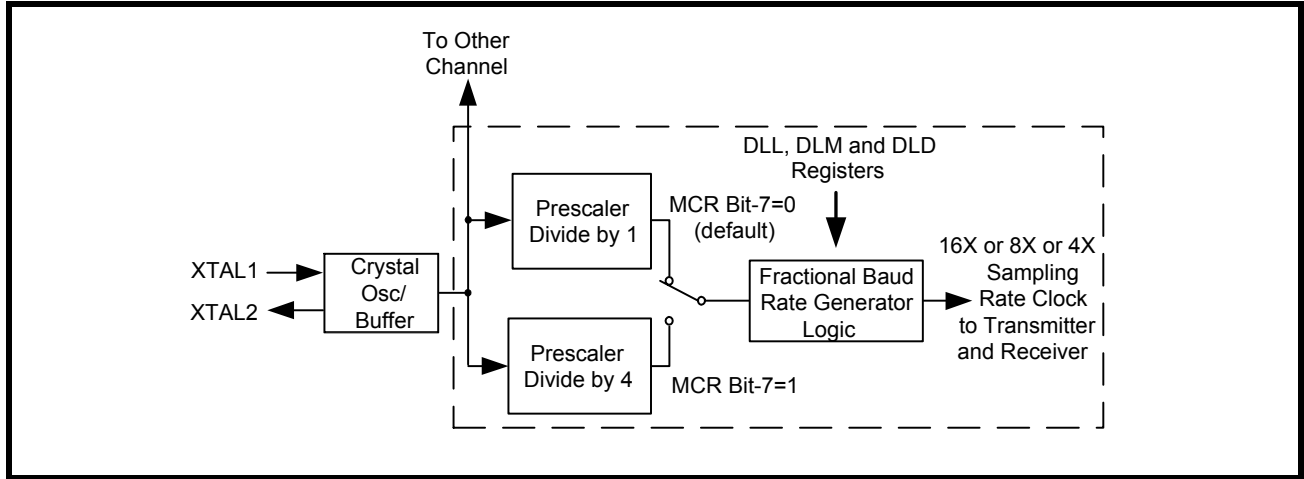 To Other
Channel
DLL, DLM and DLD
Registers
Prescaler
Divide by 1
MCR Bit-7=0
(default)
16X or 8X or 4X
Sampling
Rate Clock
to Transmitter
and Receiver
XTAL1
XTAL2
Crystal
Osc/
Buffer
Fractional Baud
Rate Generator
Logic
Prescaler
Divide by 4
MCR Bit-7=1